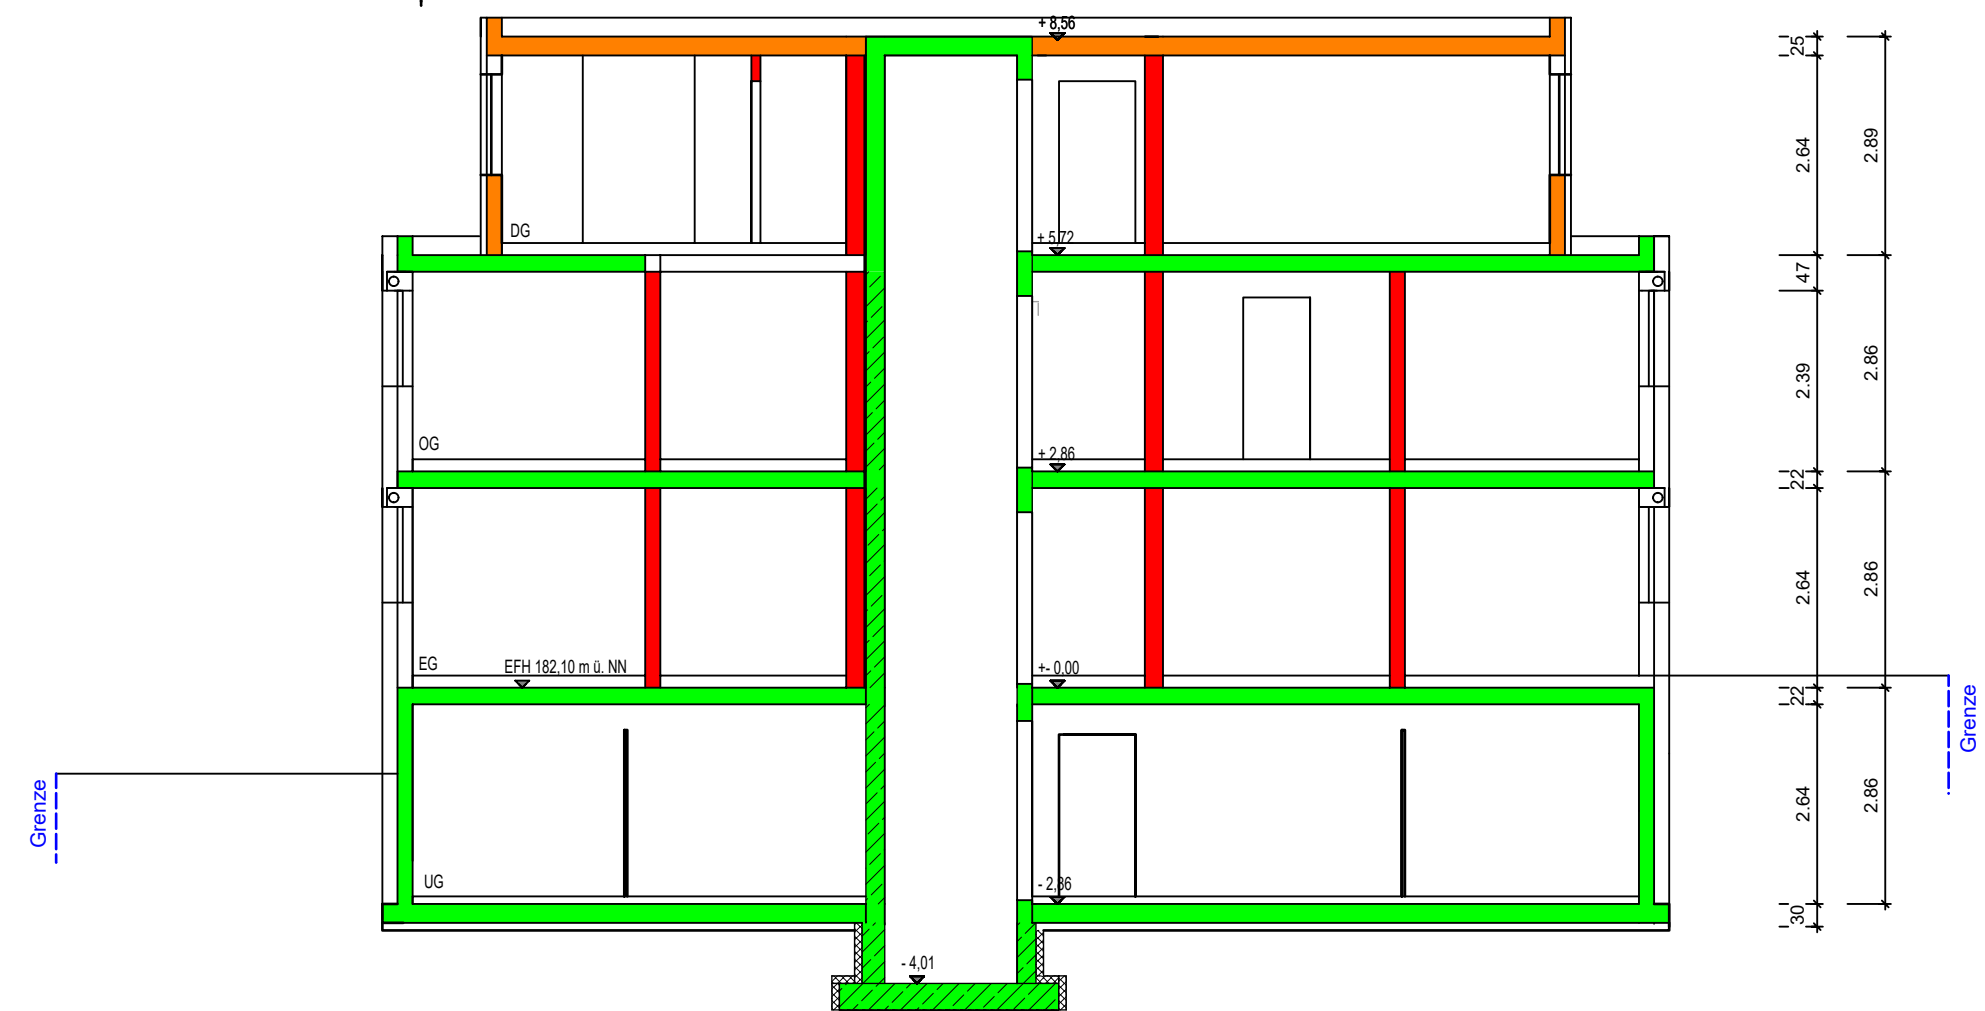 + 8,56
25
2.64
2.89
DG
+ 5,72
47
2.39
2.86
OG
+ 2,86
22
2.64
2.86
EG
EFH 182,10 m ü. NN
+- 0,00
22
Grenze
Grenze
2.64
2.86
UG
- 2,86
30
- 4,01